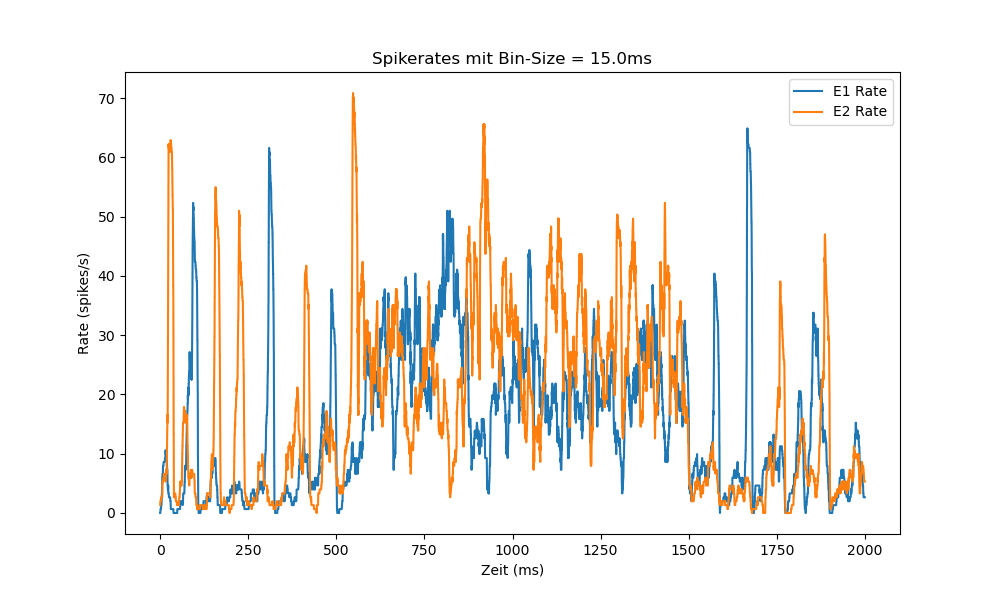 Spikerates mit Bin-Size = 15.0ms
E1 Rate
E2 Rate
70
60
50
40
30
20
10
0
Rate (spikes/s)
0 250 500 750 1000 1250 1500 1750 2000
Zeit (ms)